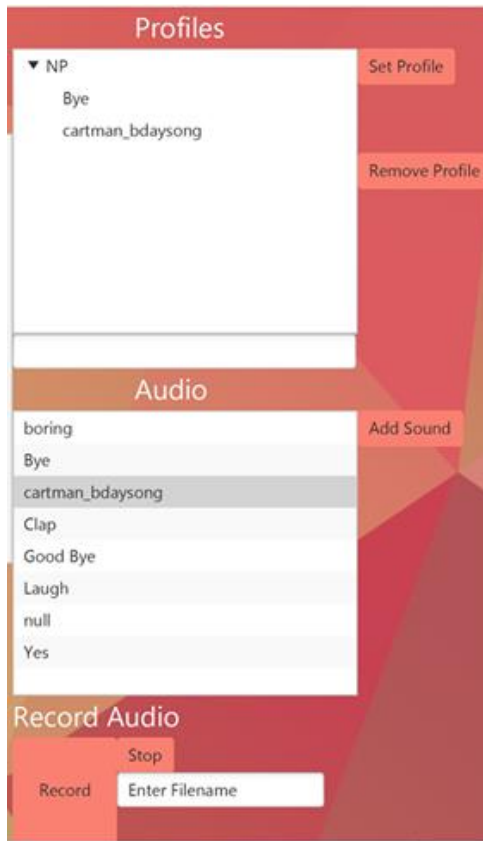 Profiles
NP
Set Profile
Bye
cartman_bdaysong
Remove Profile
Audio
boring
Add Sound
Bye
cartman_bdaysong
Clap
Good Bye
Laugh
null
Yes
Record Audio
Stop
Record
Enter Filename